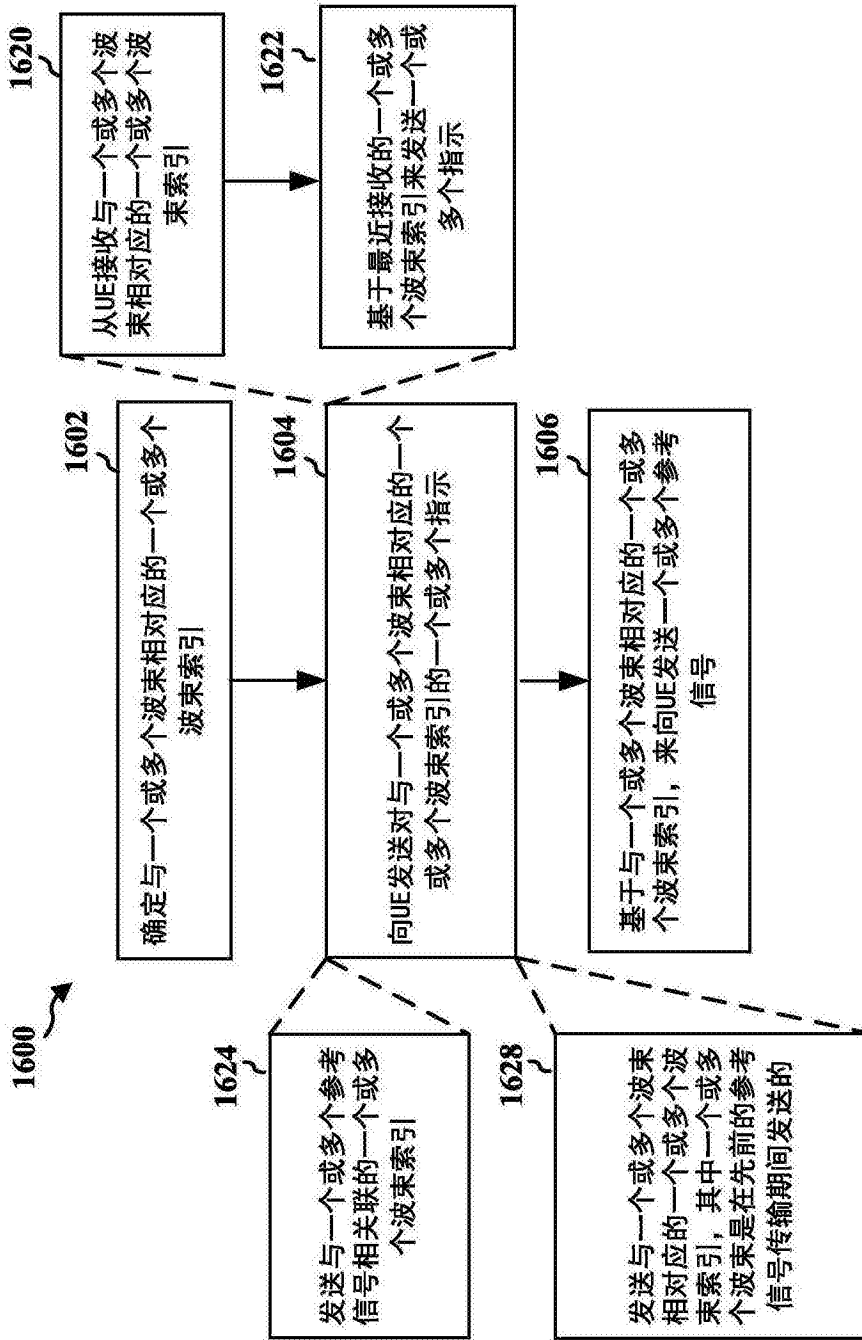 1600
1602
确定与一个或多个波束相对应的一个或多个
波束索引
1604
向UE发送对与一个或多个波束相对应的一个
或多个波束索引的一个或多个指示
1606
基于与一个或多个波束相对应的一个或多
个波束索引，来向UE发送一个或多个参考
信号
1620
从UE接收与一个或多个波
束相对应的一个或多个波
束索引
1622
基于最近接收的一个或多
个波束索引来发送一个或
多个指示
1624
发送与一个或多个参考
信号相关联的一个或多
个波束索引
1628
发送与一个或多个波束
相对应的一个或多个波
束索引，其中一个或多
个波束是在先前的参考
信号传输期间发送的